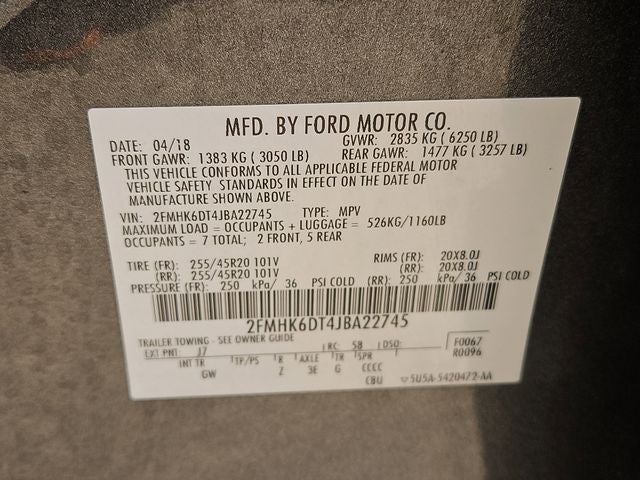 MFD. BY FORD MOTOR CO.
DATE: 04/18 GVWR: 2835 KG ( 6250 LB)
FRONT GAWR: 1383 KG ( 3050 LB) REAR GAWR: 1477 KG ( 3257 LB)
THIS VEHICLE CONFORMS TO ALL APPLICABLE FEDERAL MOTOR
VEHICLE SAFETY STANDARDS IN EFFECT ON THE DATE OF
MANUFACTURE SHOWN ABOVE.
VIN: 2FMHK6DT4JBA22745 TYPE: MPV
MAXIMUM LOAD = OCCUPANTS + LUGGAGE = 526KG/1160LB
OCCUPANTS = 7 TOTAL; 2 FRONT, 5 REAR
TIRE (FR): 255/45R20 101V RIMS (FR): 20X8.0J
(RR): 255/45R20 101V (RR): 20X8.0J
PRESSURE (FR): 250 kPa/ 36 PSI COLD (RR): 250 kPa/ 36 PSI COLD
2FMHK6DT4JBA22745
TRAILER TOWING - SEE OWNER GUIDE
EXT PNT: J7 RC: 58 DSO: F0067
INT TR TP/PS R AXLE TR SPR R0096
GW Z 3E G CCCC
CBU 5U5A-5420472-AA